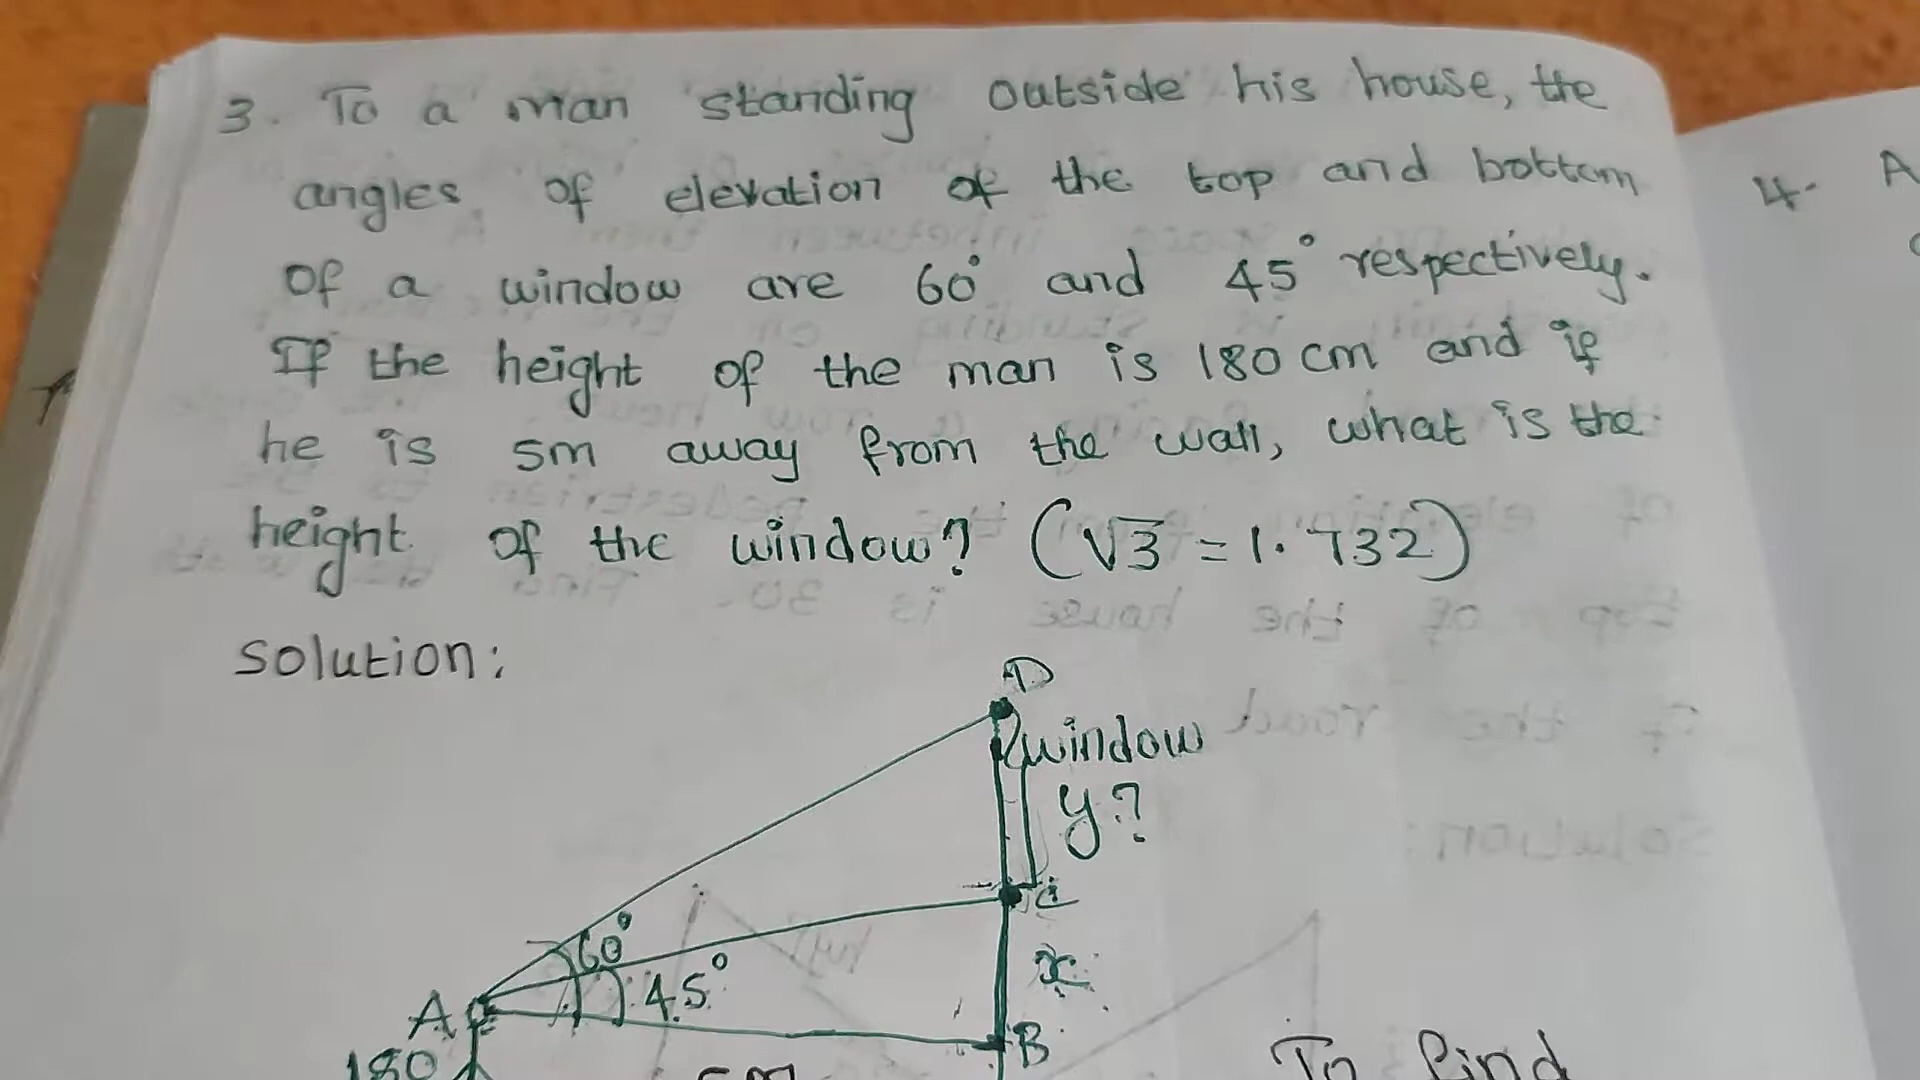 3. To a man standing outside his house, the
angles of elevation of the top and bottom
of a window are 60° and 45° respectively.
If the height of the man is 180 cm and if
he is 5m away from the wall, what is the
height of the window? (√3 = 1.732)
solution:
D
window
y?
C
60°
x
45°
A
B
180
5m
To find
4. A